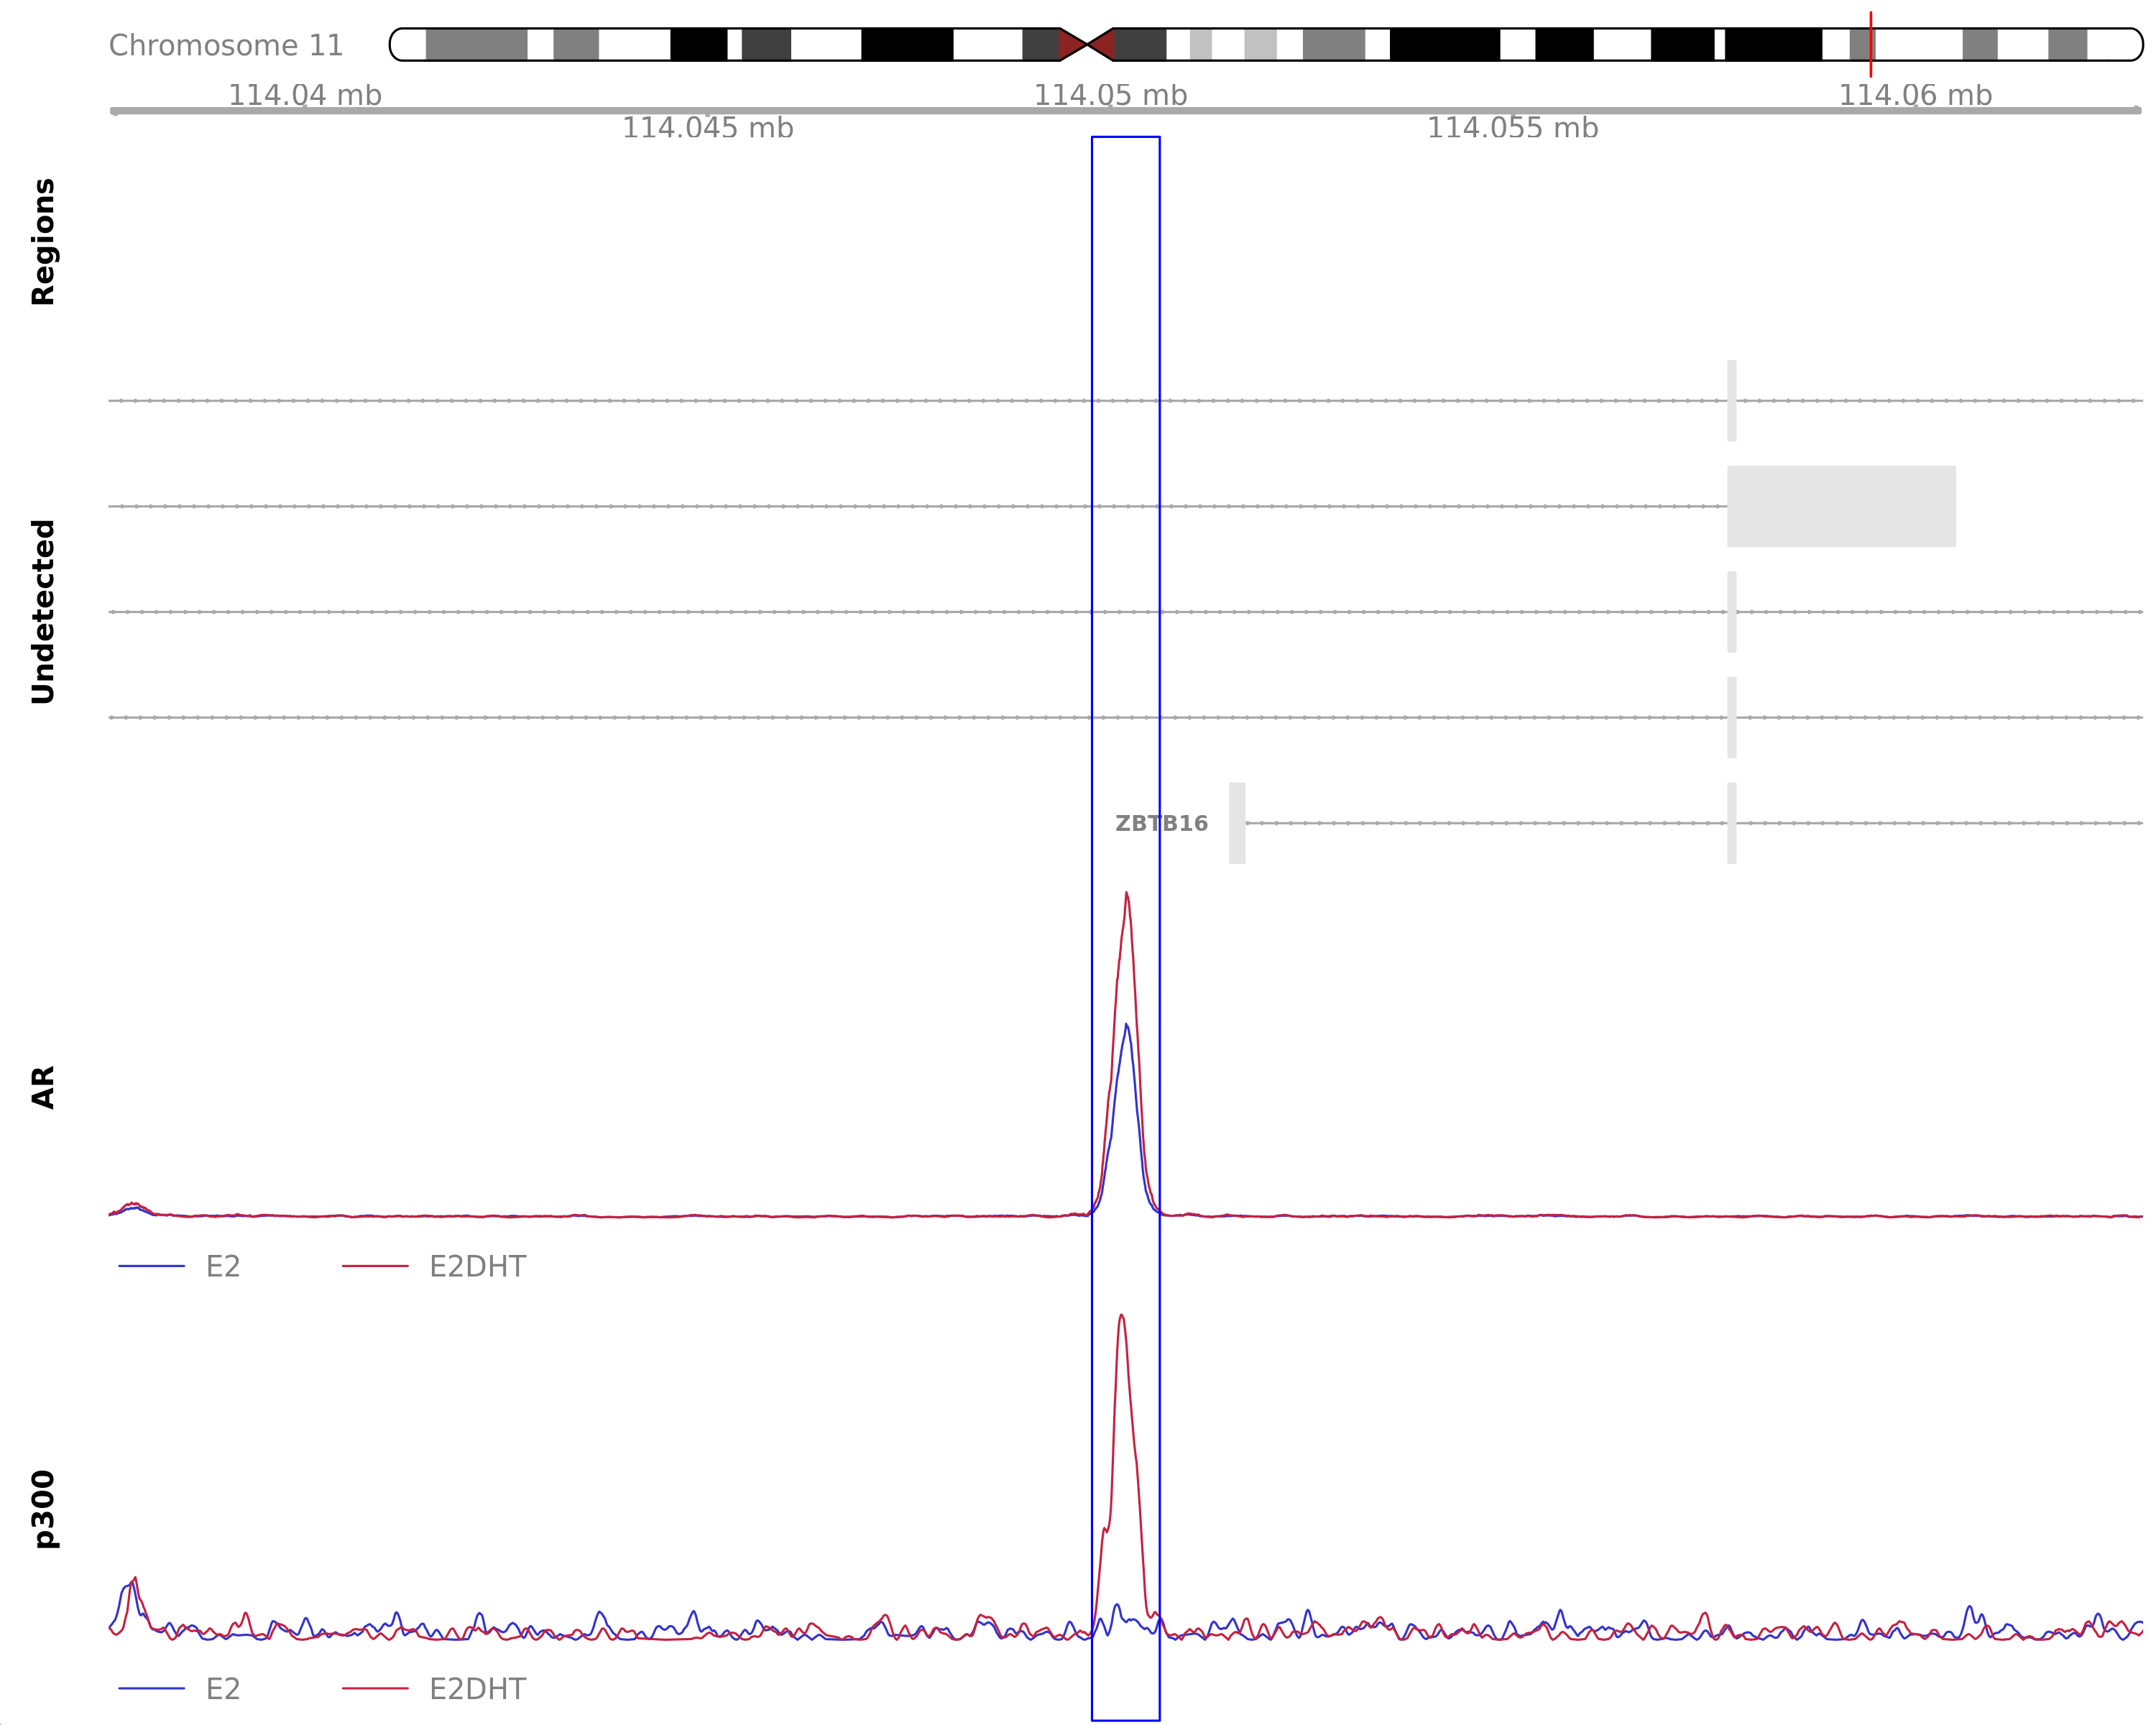 Chromosome 11
114.04 mb 114.05 mb 114.06 mb
114.045 mb 114.055 mb
Regions
Undetected
ZBTB16
AR
E2 E2DHT
p300
E2 E2DHT